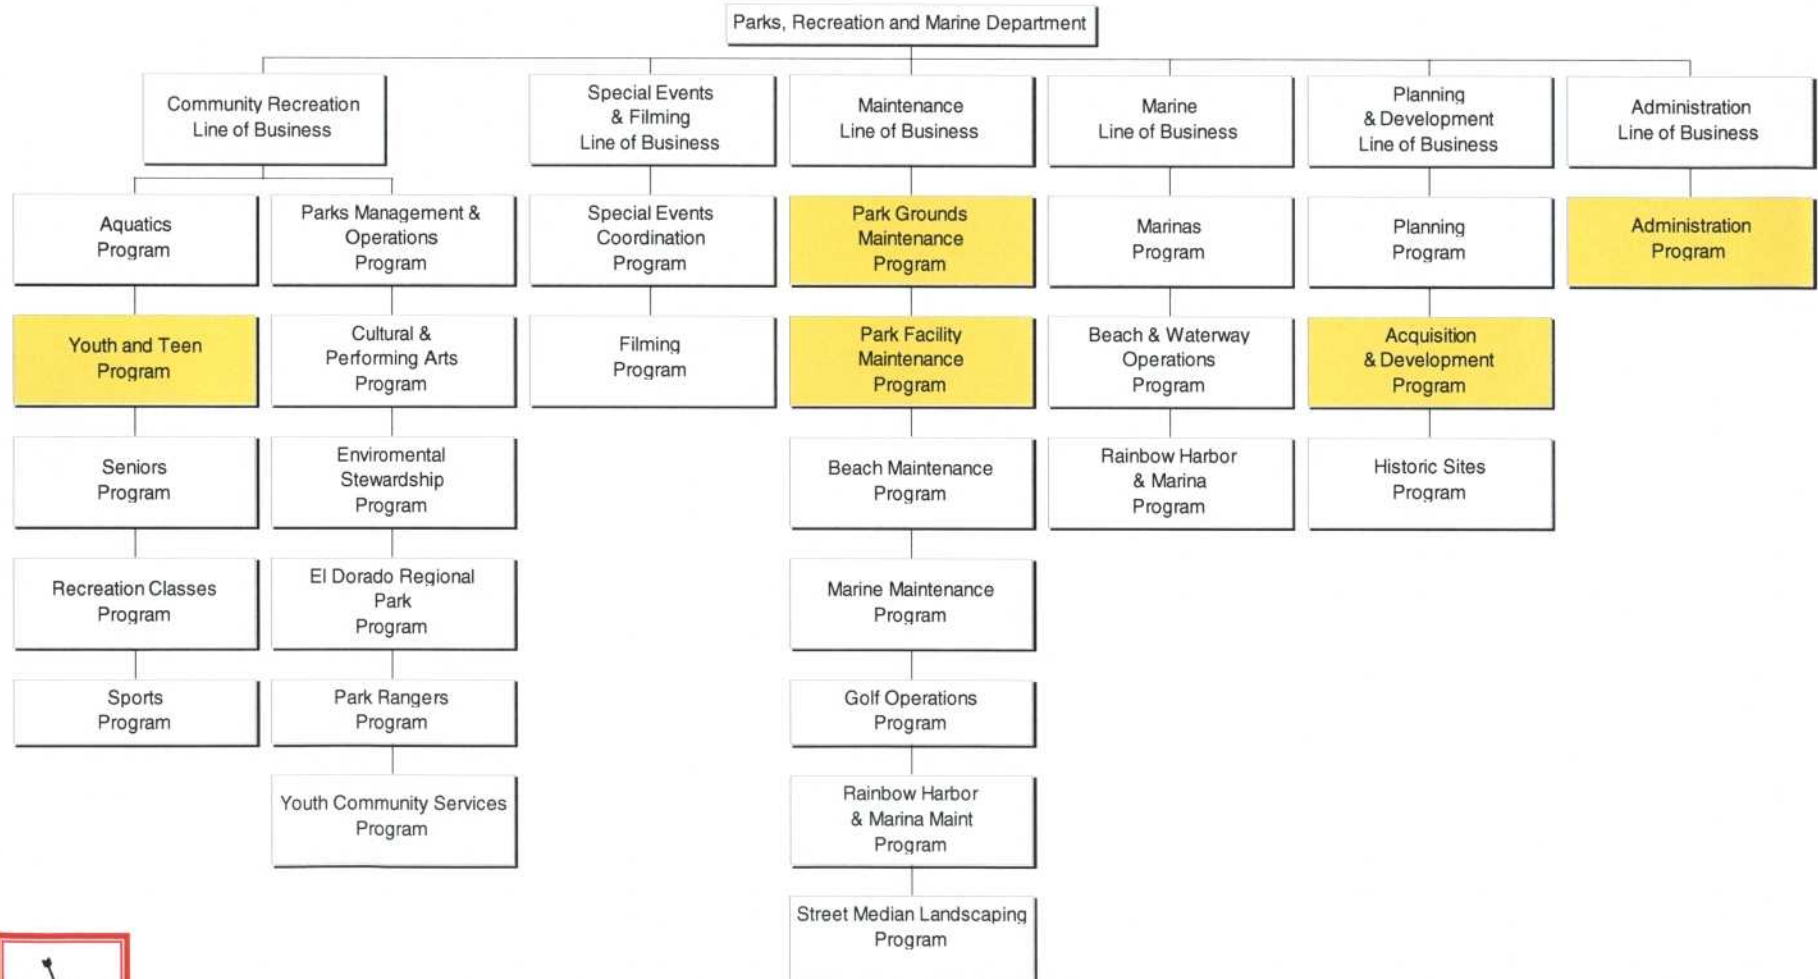 Parks, Recreation and Marine Department
Community Recreation
Line of Business
Special Events
& Filming
Line of Business
Maintenance
Line of Business
Marine
Line of Business
Planning
& Development
Line of Business
Administration
Line of Business
Aquatics
Program
Youth and Teen
Program
Seniors
Program
Recreation Classes
Program
Sports
Program
Parks Management &
Operations
Program
Cultural &
Performing Arts
Program
Enviromental
Stewardship
Program
El Dorado Regional
Park
Program
Park Rangers
Program
Youth Community Services
Program
Special Events
Coordination
Program
Filming
Program
Park Grounds
Maintenance
Program
Park Facility
Maintenance
Program
Beach Maintenance
Program
Marine Maintenance
Program
Golf Operations
Program
Rainbow Harbor
& Marina Maint
Program
Street Median Landscaping
Program
Marinas
Program
Beach & Waterway
Operations
Program
Rainbow Harbor
& Marina
Program
Planning
Program
Acquisition
& Development
Program
Historic Sites
Program
Administration
Program